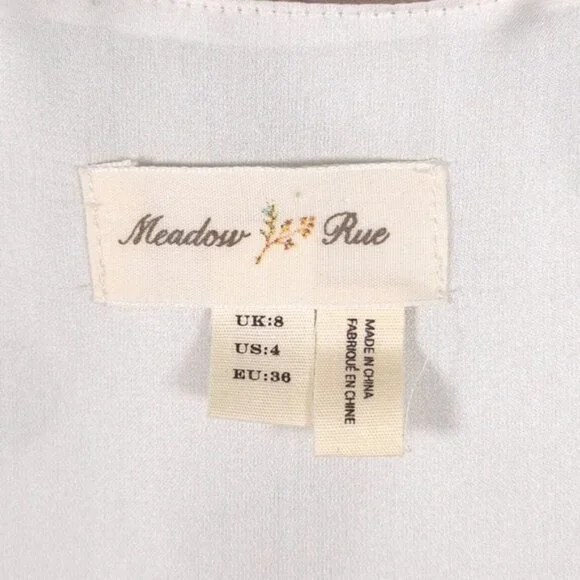 Meadow Rue
UK:8
US:4
EU:36
MADE IN CHINA
FABRIQUÉ EN CHINE